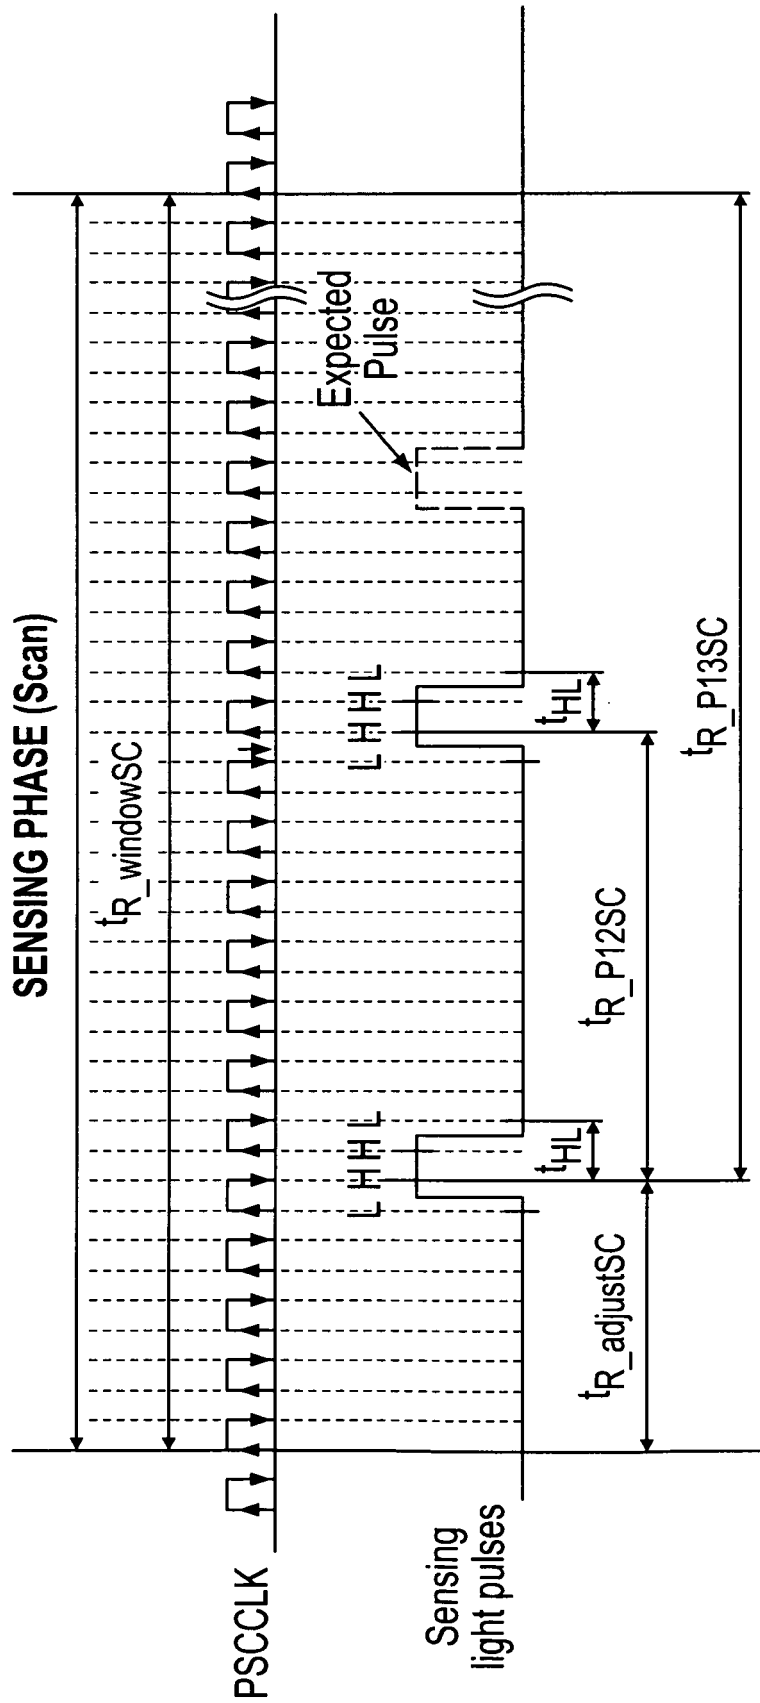 SENSING PHASE (Scan)
tR_windowSC
PSCCLK
Expected
Pulse
L H H L
L H H L
Sensing
light pulses
tHL
tHL
tR_adjustSC
tR_P12SC
tR_P13SC